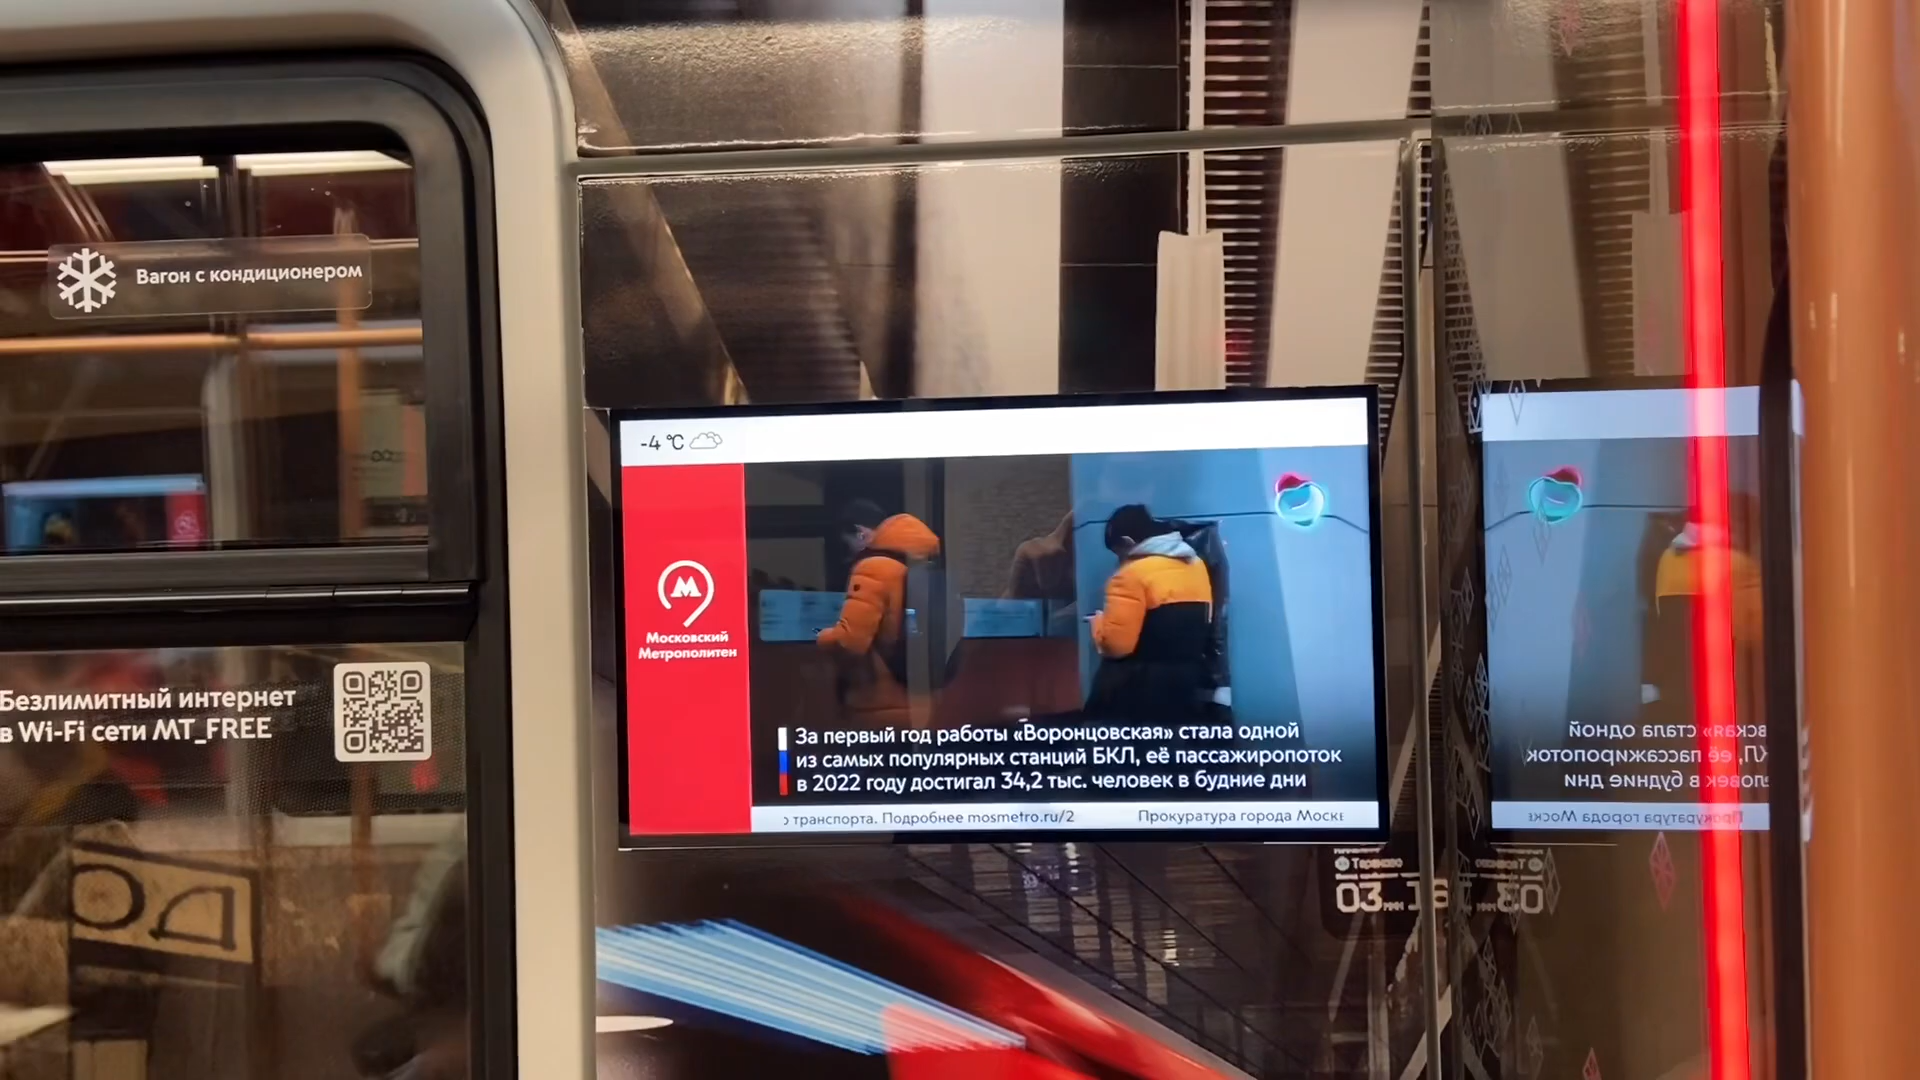 Вагон с кондиционером
Безлимитный интернет
в Wi-Fi сети MT_FREE
-4 °C
Московский
Метрополитен
За первый год работы «Воронцовская» стала одной
из самых популярных станций БКЛ, её пассажиропоток
в 2022 году достигал 34,2 тыс. человек в будние дни
транспорта. Подробнее mosmetro.ru/2 Прокуратура города Москв
03